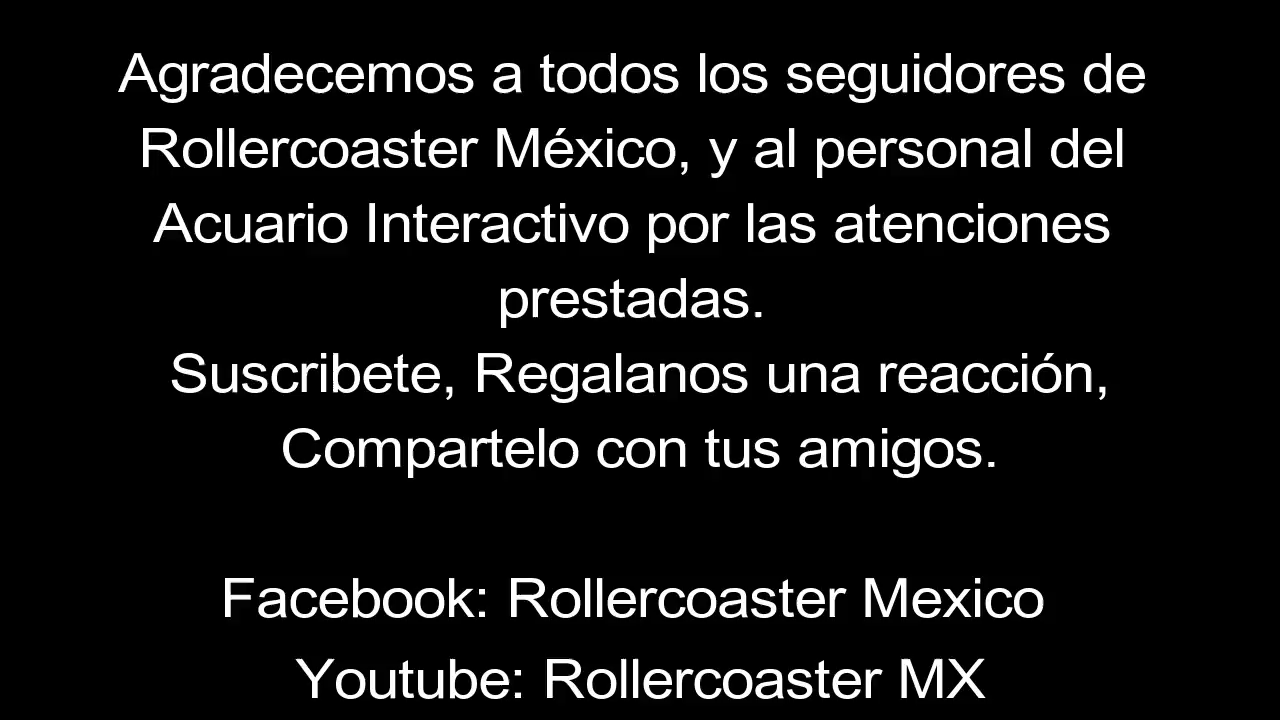 Agradecemos a todos los seguidores de
Rollercoaster México, y al personal del
Acuario Interactivo por las atenciones
prestadas.
Suscribete, Regalanos una reacción,
Compartelo con tus amigos.
Facebook: Rollercoaster Mexico
Youtube: Rollercoaster MX